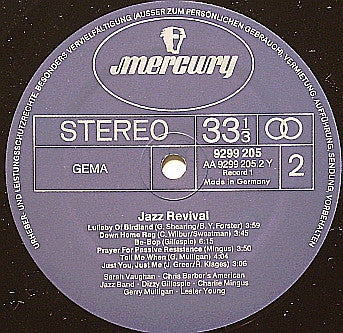 URHEBER- UND LEISTUNGSSCHUTZRECHTE, BESONDERS VERVIELFÄLTIGUNG (AUSSER ZUM PERSÖNLICHEN GEBRAUCH), VERMIETUNG, AUFFÜHRUNG, SENDUNG, VORBEHALTEN
mercury
STEREO
33 1/3
GEMA
9299 205
AA 9299 205 2 Y
Record 1
Made in Germany
2
Jazz Revival
Lullaby Of Birdland (G. Shearing/B. Y. Forster) 3:59
Down Home Rag (C. Wilbur/Sweatman) 3:45
Be-Bop (Gillespie) 6:15
Prayer For Passive Resistance (Mingus) 3:50
Tell Me When (G. Mulligan) 4:04
Just You, Just Me (J. Greer/R. Klages) 3:06
Sarah Vaughan - Chris Barber's American
Jazz Band - Dizzy Gillespie - Charlie Mingus
Gerry Mulligan - Lester Young